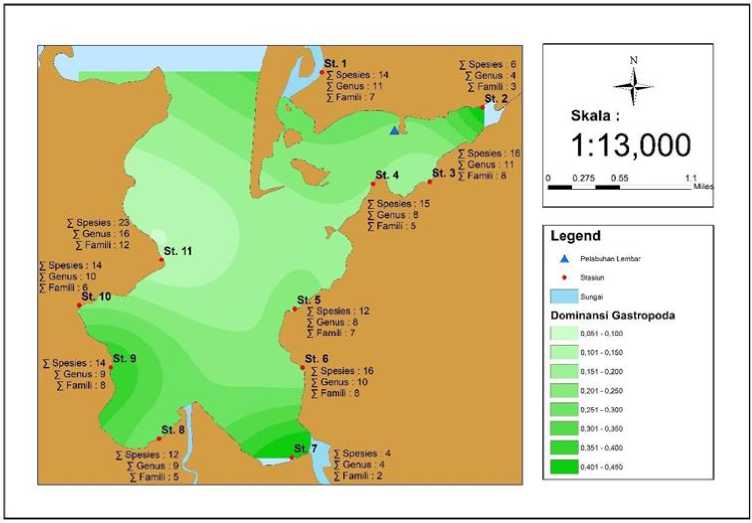 St. 1
∑ Spesies : 14
∑ Genus : 11
∑ Famili : 7
∑ Spesies : 6
∑ Genus : 4
∑ Famili : 3
St. 2
∑ Spesies : 16
∑ Genus : 11
∑ Famili : 8
St. 3
St. 4
∑ Spesies : 15
∑ Genus : 8
∑ Famili : 5
∑ Spesies : 23
∑ Genus : 16
∑ Famili : 12
St. 11
∑ Spesies : 14
∑ Genus : 10
∑ Famili : 6
St. 10
St. 5
∑ Spesies : 12
∑ Genus : 8
∑ Famili : 7
St. 9
∑ Spesies : 14
∑ Genus : 9
∑ Famili : 8
St. 6
∑ Spesies : 16
∑ Genus : 10
∑ Famili : 8
St. 8
∑ Spesies : 12
∑ Genus : 9
∑ Famili : 5
St. 7
∑ Spesies : 4
∑ Genus : 4
∑ Famili : 2
N
Skala :
1:13,000
0 0.275 0.55 1.1
Miles
Legend
Pelabuhan Lembar
Stasiun
Sungai
Dominansi Gastropoda
0,051 - 0,100
0,101 - 0,150
0,151 - 0,200
0,201 - 0,250
0,251 - 0,300
0,301 - 0,350
0,351 - 0,400
0,401 - 0,450